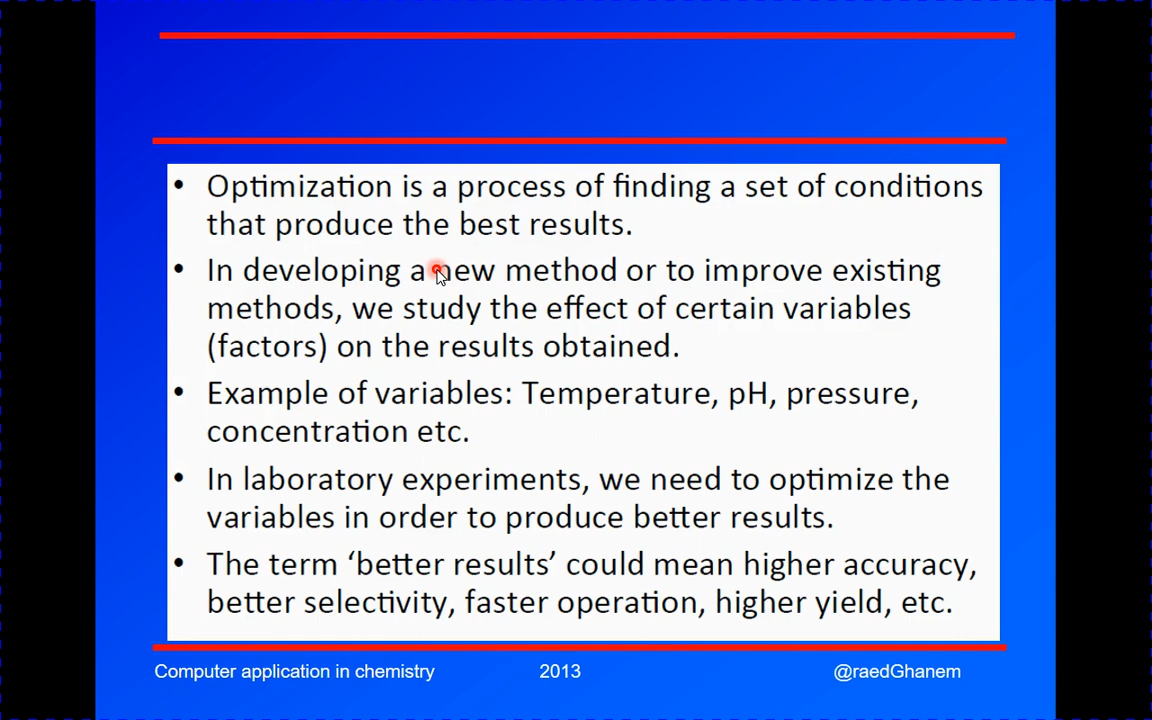 • Optimization is a process of finding a set of conditions
that produce the best results.
• In developing a new method or to improve existing
methods, we study the effect of certain variables
(factors) on the results obtained.
• Example of variables: Temperature, pH, pressure,
concentration etc.
• In laboratory experiments, we need to optimize the
variables in order to produce better results.
• The term ‘better results’ could mean higher accuracy,
better selectivity, faster operation, higher yield, etc.
Computer application in chemistry 2013 @raedGhanem